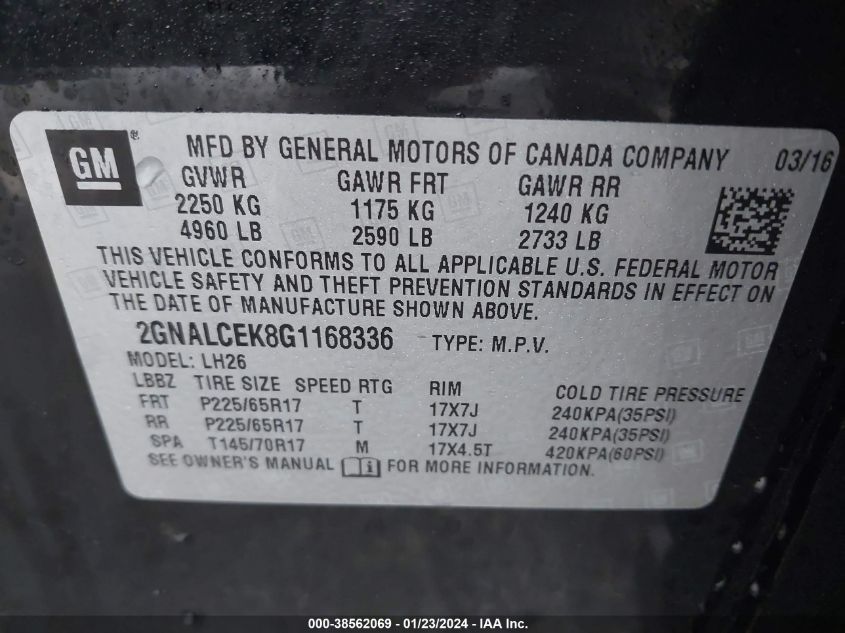 GM ® MFD BY GENERAL MOTORS OF CANADA COMPANY 03/16
GVWR GAWR FRT GAWR RR
2250 KG 1175 KG 1240 KG
4960 LB 2590 LB 2733 LB
THIS VEHICLE CONFORMS TO ALL APPLICABLE U.S. FEDERAL MOTOR
VEHICLE SAFETY AND THEFT PREVENTION STANDARDS IN EFFECT ON
THE DATE OF MANUFACTURE SHOWN ABOVE.
2GNALCEK8G1168336 TYPE: M.P.V.
MODEL: LH26
LBBZ TIRE SIZE SPEED RTG RIM COLD TIRE PRESSURE
FRT P225/65R17 T 17X7J 240KPA(35PSI)
RR P225/65R17 T 17X7J 240KPA(35PSI)
SPA T145/70R17 M 17X4.5T 420KPA(60PSI)
SEE OWNER'S MANUAL FOR MORE INFORMATION.
000-38562069 - 01/23/2024 - IAA Inc.